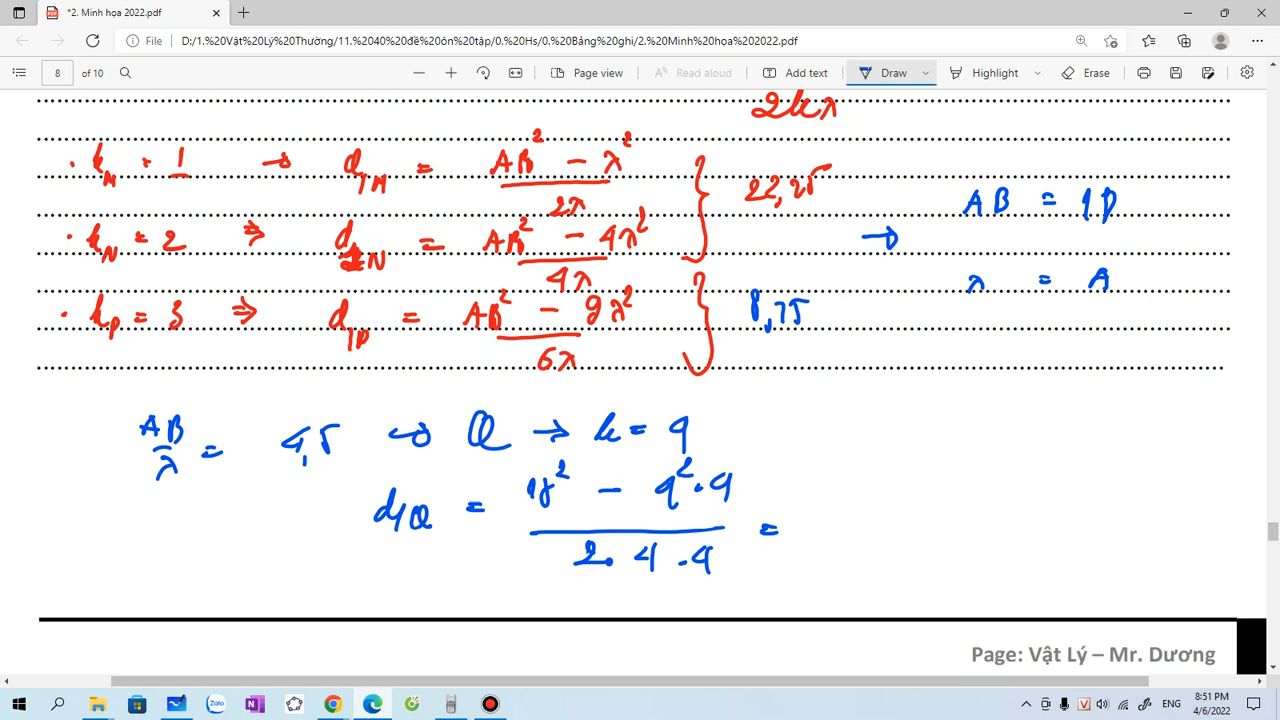 *2. Minh họa 2022.pdf
File D:/1.%20Vật%20Lý%20Thường/11.%2040%20đề%20ôn%20tập/0.%20Hs/0.%20Bảng%20ghi/2.%20Minh%20họa%202022.pdf
8 of 10 Page view Read aloud Add text Draw Highlight Erase
2kλ
k_M = 1 → d_1M = (AB² - λ²)/2λ
22,25
k_N = 2 ⇒ d_1N = (AB² - 4λ²)/4λ
k_P = 3 ⇒ d_1P = (AB² - 9λ²)/6λ
8,75
→ AB = 18
λ = 4
AB/λ = 4,5 ↔ Q → k = 4
d_1Q = (18² - 4².4)/(2.4.4) =
Page: Vật Lý – Mr. Dương
ENG
8:51 PM
4/6/2022